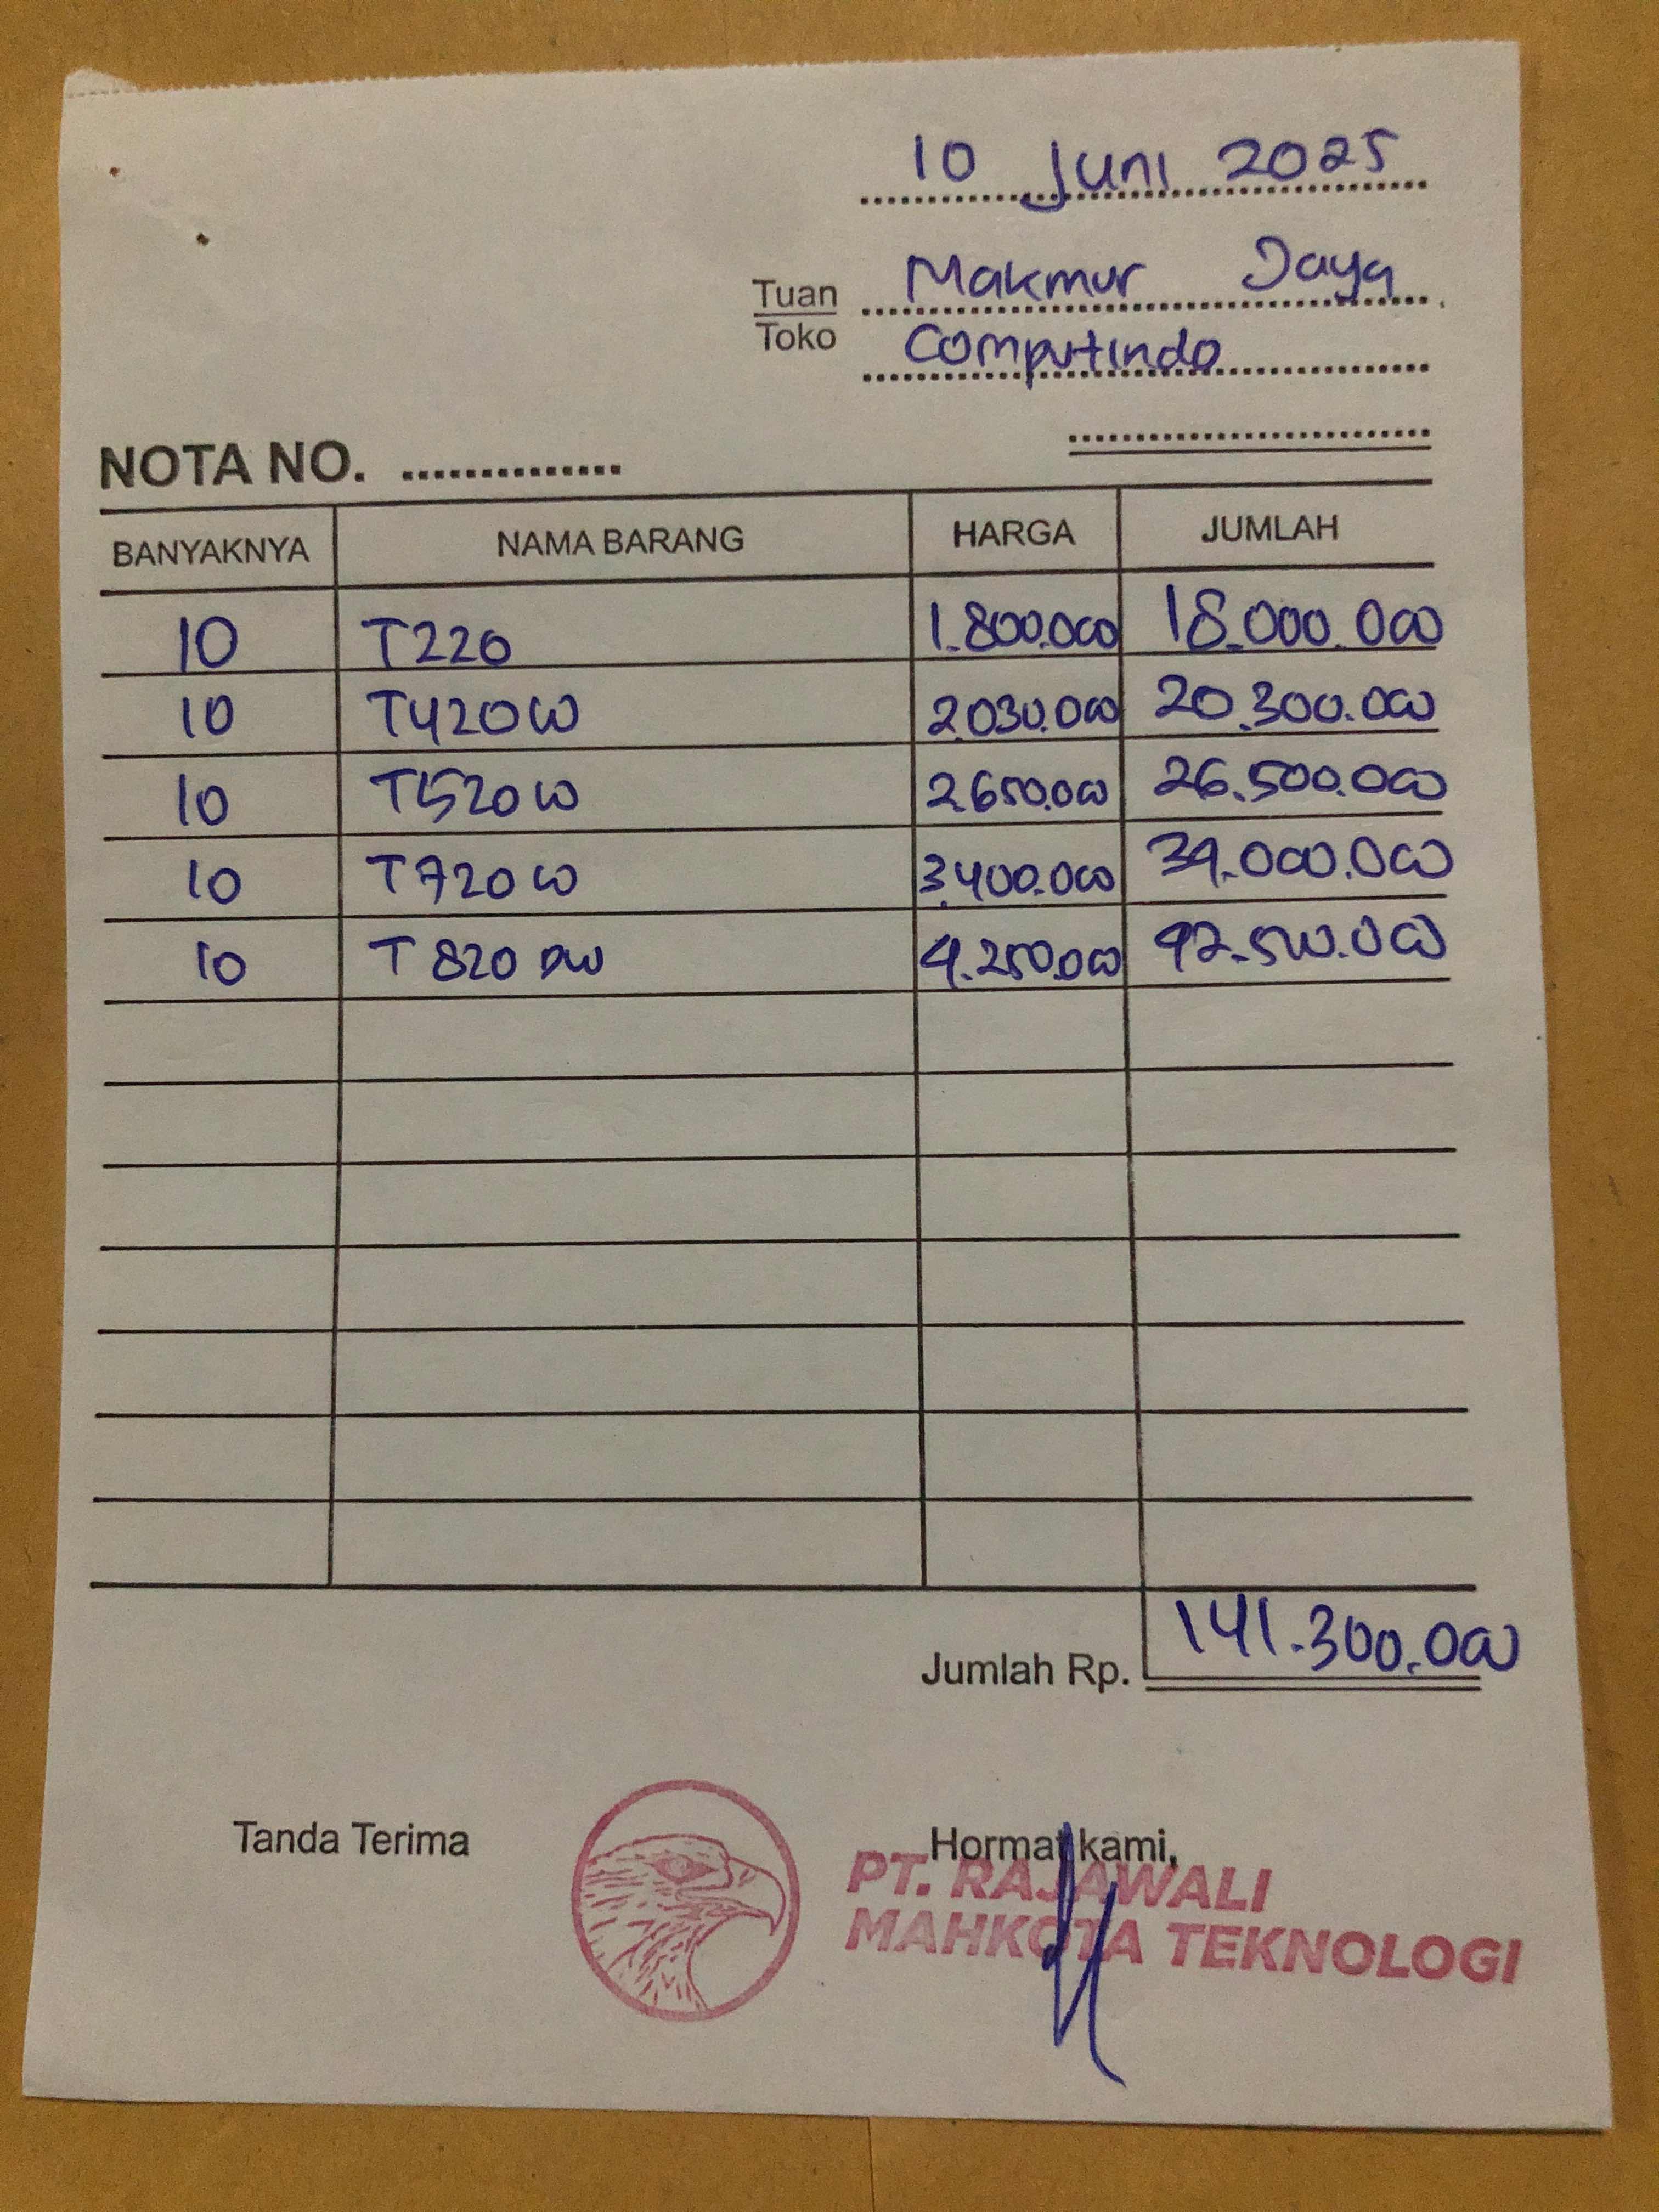 10 Juni 2025
Tuan Makmur Jaya
Toko Computindo
NOTA NO. ..............
BANYAKNYA NAMA BARANG HARGA JUMLAH
10 T220 1.800.000 18.000.000
10 T420W 2.030.000 20.300.000
10 T520W 2.650.000 26.500.000
10 T720W 3.400.000 34.000.000
10 T820DW 4.250.000 42.500.000
Jumlah Rp. 141.300.000
Tanda Terima Hormat kami,
PT. RAJAWALI
MAHKOTA TEKNOLOGI